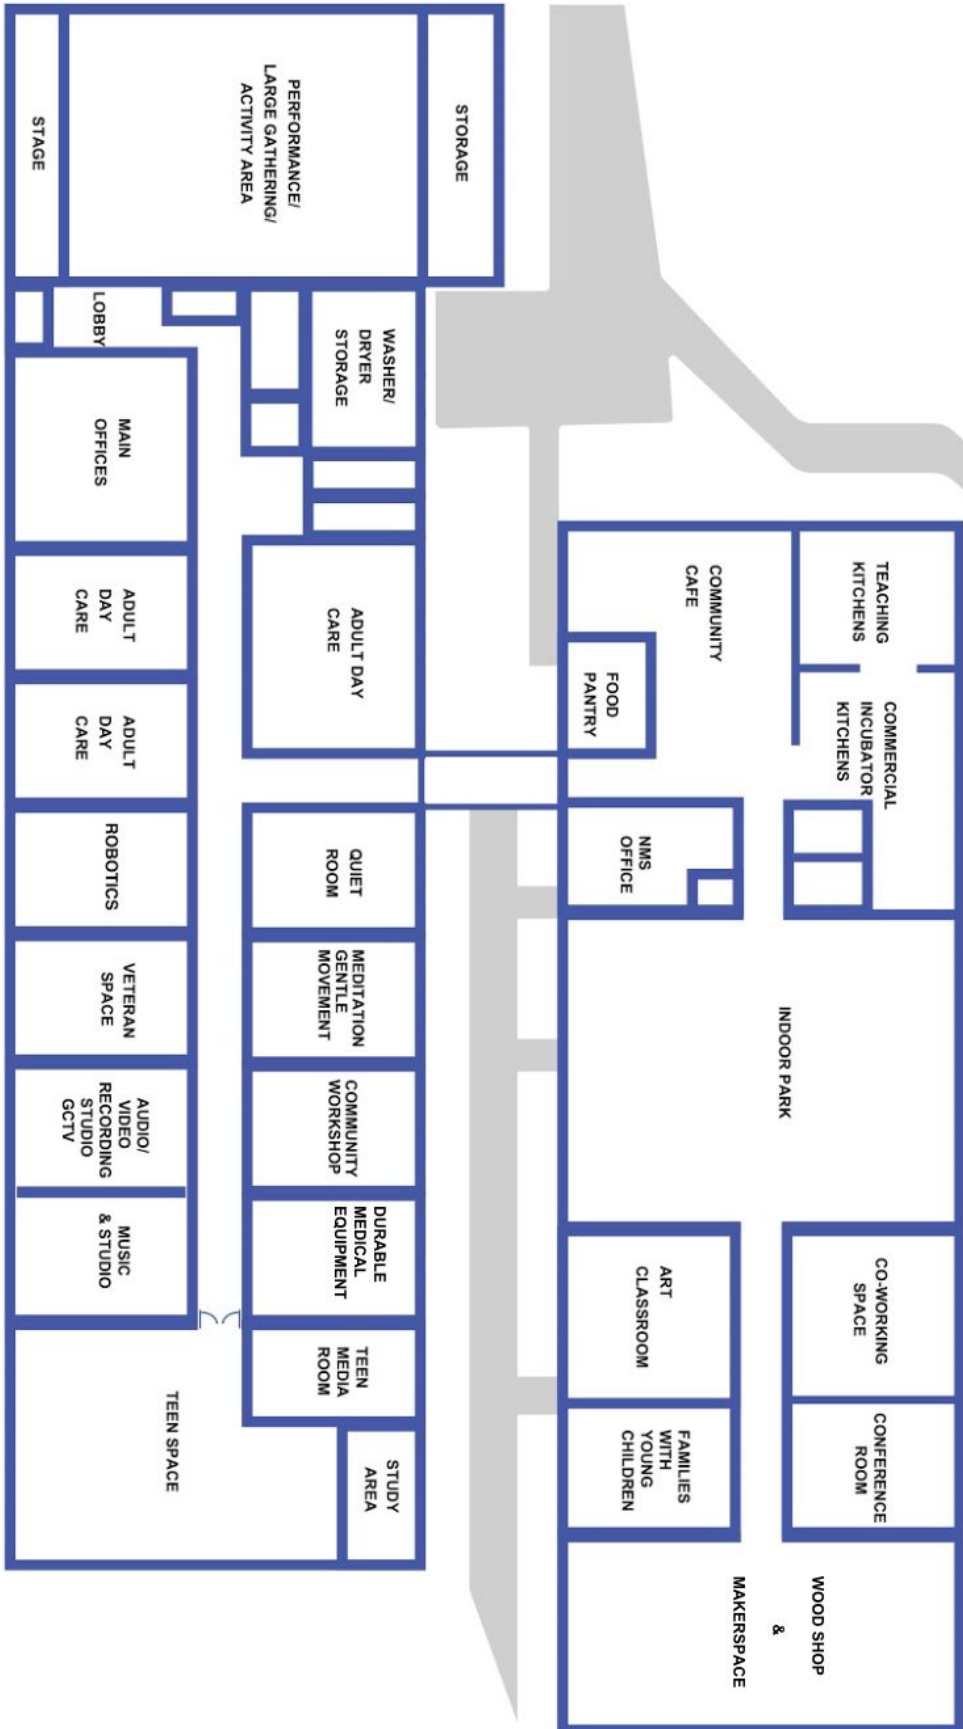 STORAGE
PERFORMANCE/
LARGE GATHERING/
ACTIVITY AREA
STAGE
LOBBY
WASHER/
DRYER
STORAGE
MAIN
OFFICES
ADULT DAY
CARE
ADULT
DAY
CARE
ADULT
DAY
CARE
ROBOTICS
VETERAN
SPACE
AUDIO/
VIDEO
RECORDING
STUDIO
GCTV
MUSIC
& STUDIO
QUIET
ROOM
MEDITATION
GENTLE
MOVEMENT
COMMUNITY
WORKSHOP
DURABLE
MEDICAL
EQUIPMENT
TEEN
MEDIA
ROOM
STUDY
AREA
TEEN SPACE
TEACHING
KITCHENS
COMMUNITY
CAFE
FOOD
PANTRY
COMMERCIAL
INCUBATOR
KITCHENS
NMS
OFFICE
INDOOR PARK
CO-WORKING
SPACE
ART
CLASSROOM
CONFERENCE
ROOM
FAMILIES
WITH
YOUNG
CHILDREN
WOOD SHOP
&
MAKERSPACE